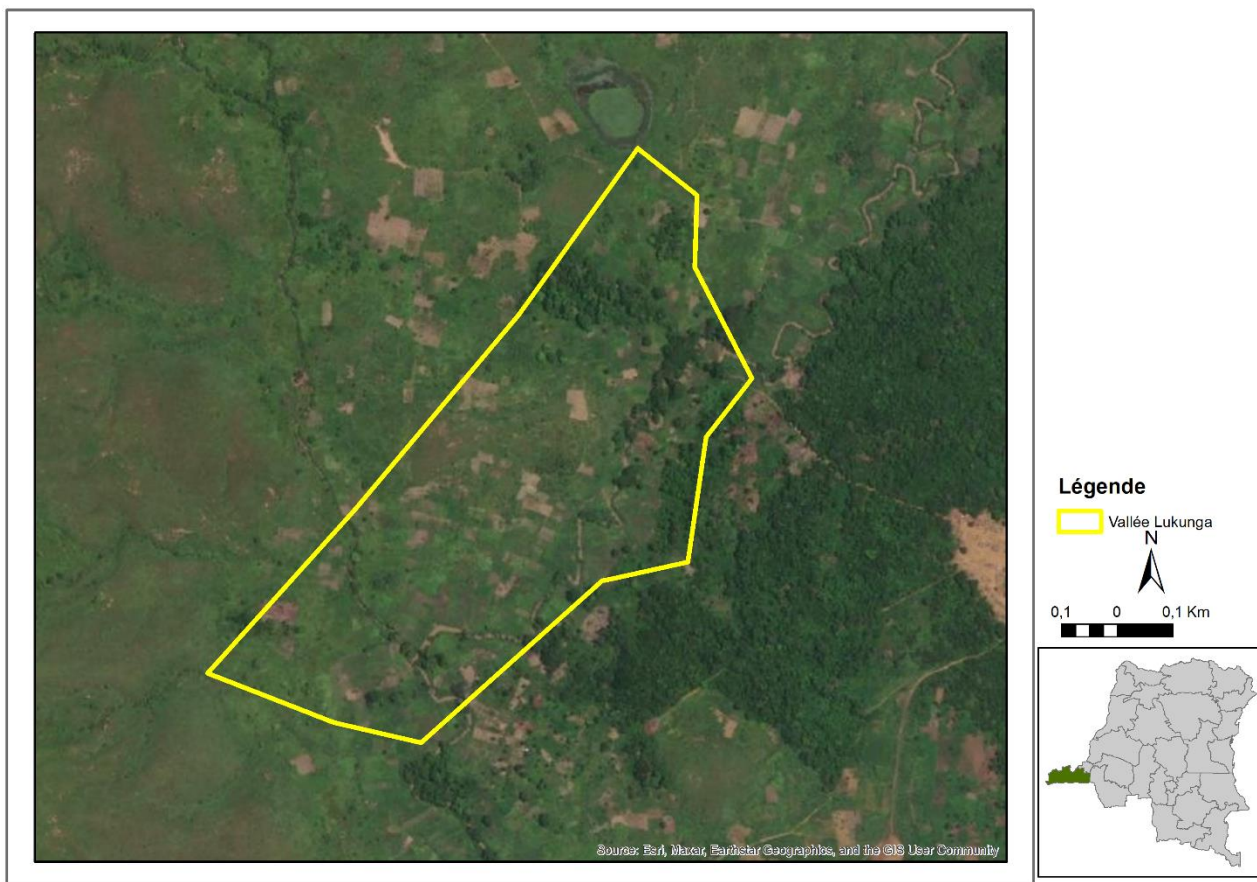 Légende
Vallée Lukunga
N
0,1 0 0,1 Km
Source: Esri, Maxar, Earthstar Geographics, and the GIS User Community